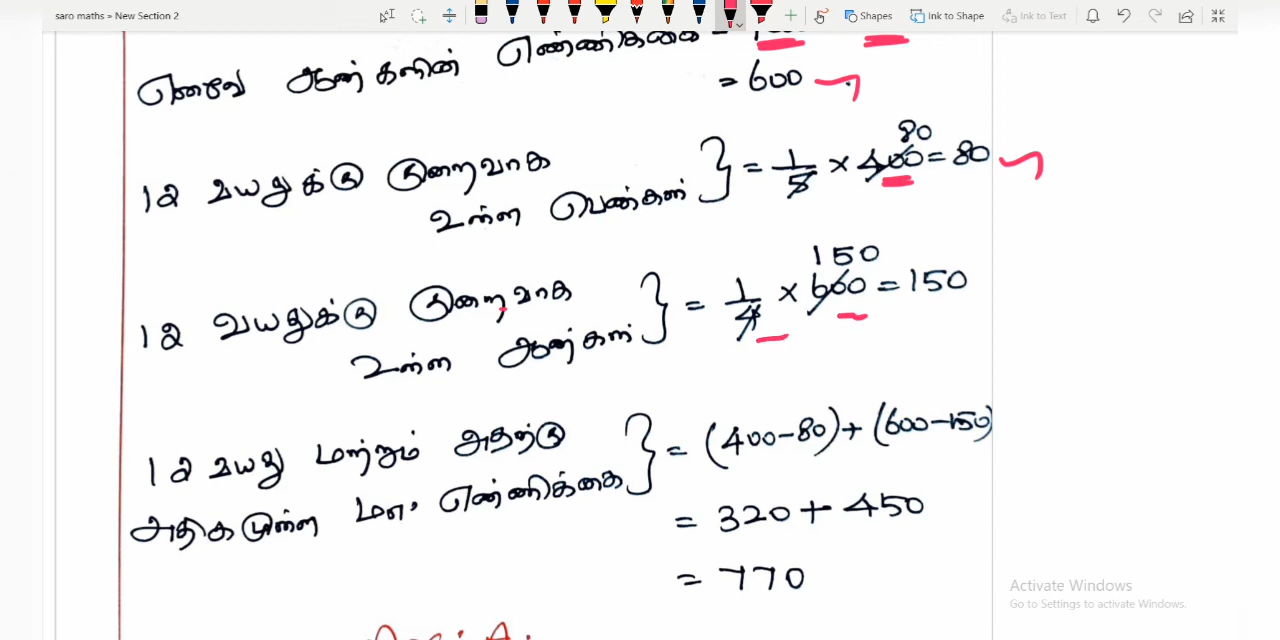 saro maths > New Section 2
Shapes Ink to Shape Ink to Text
எனவே ஆண்களின் எண்ணிக்கை =
= 600
80
12 வயதுக்கு குறைவாக உள்ள பெண்கள் } = 1/5 × 400 = 80
150
12 வயதுக்கு குறைவாக உள்ள ஆண்கள் } = 1/4 × 600 = 150
12 வயது மற்றும் அதற்கு அதிகமுள்ள மா. எண்ணிக்கை } = (400-80) + (600-150)
= 320 + 450
= 770
Activate Windows
Go to Settings to activate Windows.